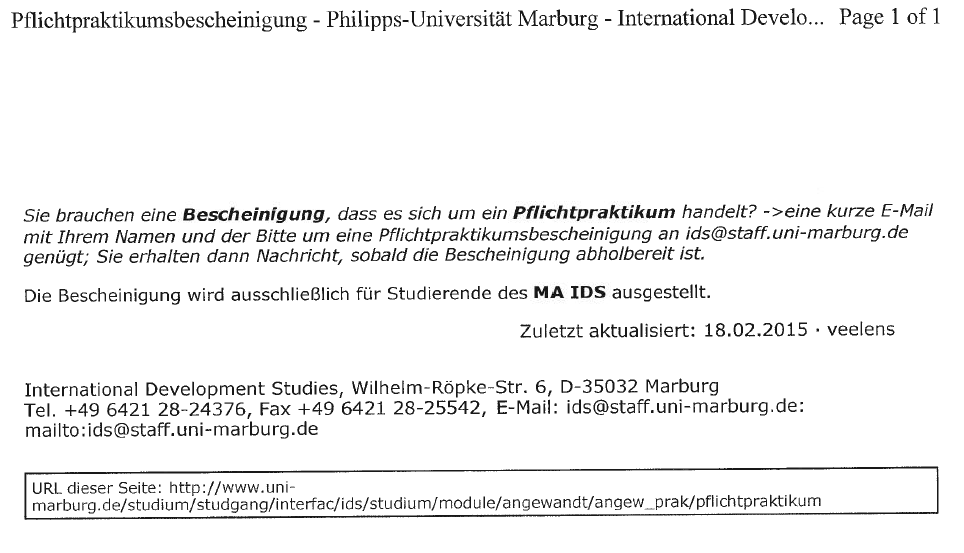 Pflichtpraktikumsbescheinigung - Philipps-Universität Marburg - International Develo... Page 1 of 1
Sie brauchen eine Bescheinigung, dass es sich um ein Pflichtpraktikum handelt? ->eine kurze E-Mail
mit Ihrem Namen und der Bitte um eine Pflichtpraktikumsbescheinigung an ids@staff.uni-marburg.de
genügt; Sie erhalten dann Nachricht, sobald die Bescheinigung abholbereit ist.
Die Bescheinigung wird ausschließlich für Studierende des MA IDS ausgestellt.
Zuletzt aktualisiert: 18.02.2015 · veelens
International Development Studies, Wilhelm-Röpke-Str. 6, D-35032 Marburg
Tel. +49 6421 28-24376, Fax +49 6421 28-25542, E-Mail: ids@staff.uni-marburg.de:
mailto:ids@staff.uni-marburg.de
URL dieser Seite: http://www.uni-
marburg.de/studium/studgang/interfac/ids/studium/module/angewandt/angew_prak/pflichtpraktikum